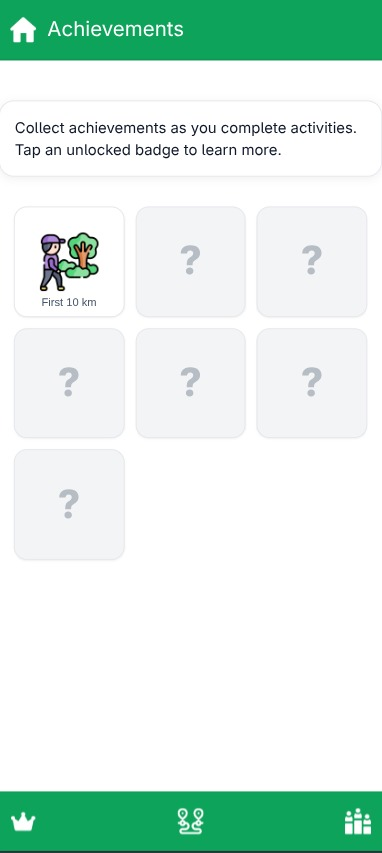 Achievements
Collect achievements as you complete activities.
Tap an unlocked badge to learn more.
First 10 km
?
?
?
?
?
?